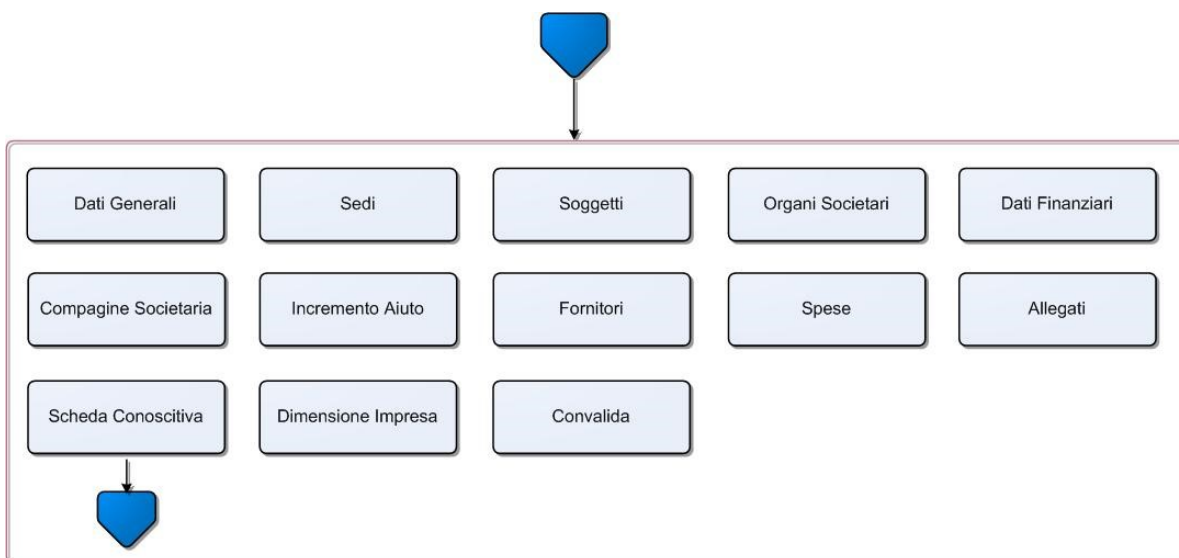 Dati Generali
Sedi
Soggetti
Organi Societari
Dati Finanziari
Compagine Societaria
Incremento Aiuto
Fornitori
Spese
Allegati
Scheda Conoscitiva
Dimensione Impresa
Convalida